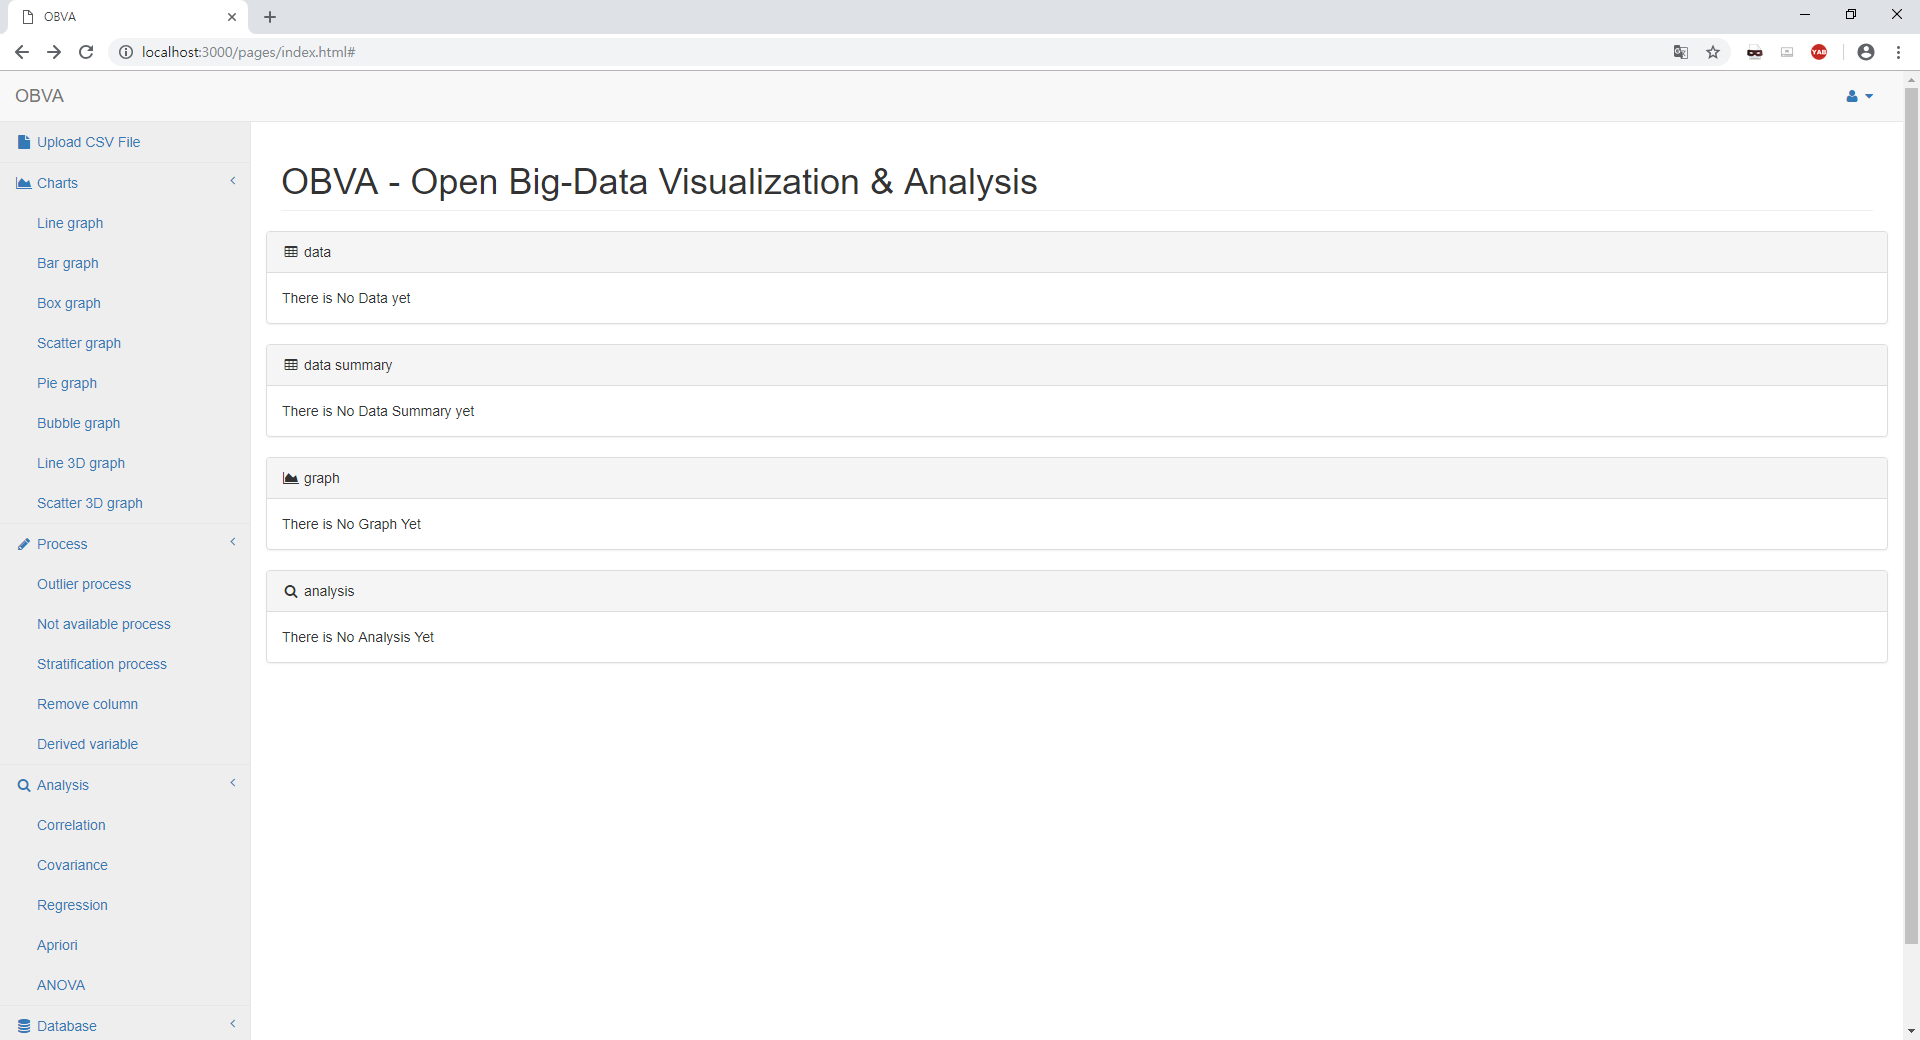 OBVA
localhost:3000/pages/index.html#
YAB
OBVA
Upload CSV File
Charts
Line graph
Bar graph
Box graph
Scatter graph
Pie graph
Bubble graph
Line 3D graph
Scatter 3D graph
Process
Outlier process
Not available process
Stratification process
Remove column
Derived variable
Analysis
Correlation
Covariance
Regression
Apriori
ANOVA
Database
OBVA - Open Big-Data Visualization & Analysis
data
There is No Data yet
data summary
There is No Data Summary yet
graph
There is No Graph Yet
analysis
There is No Analysis Yet